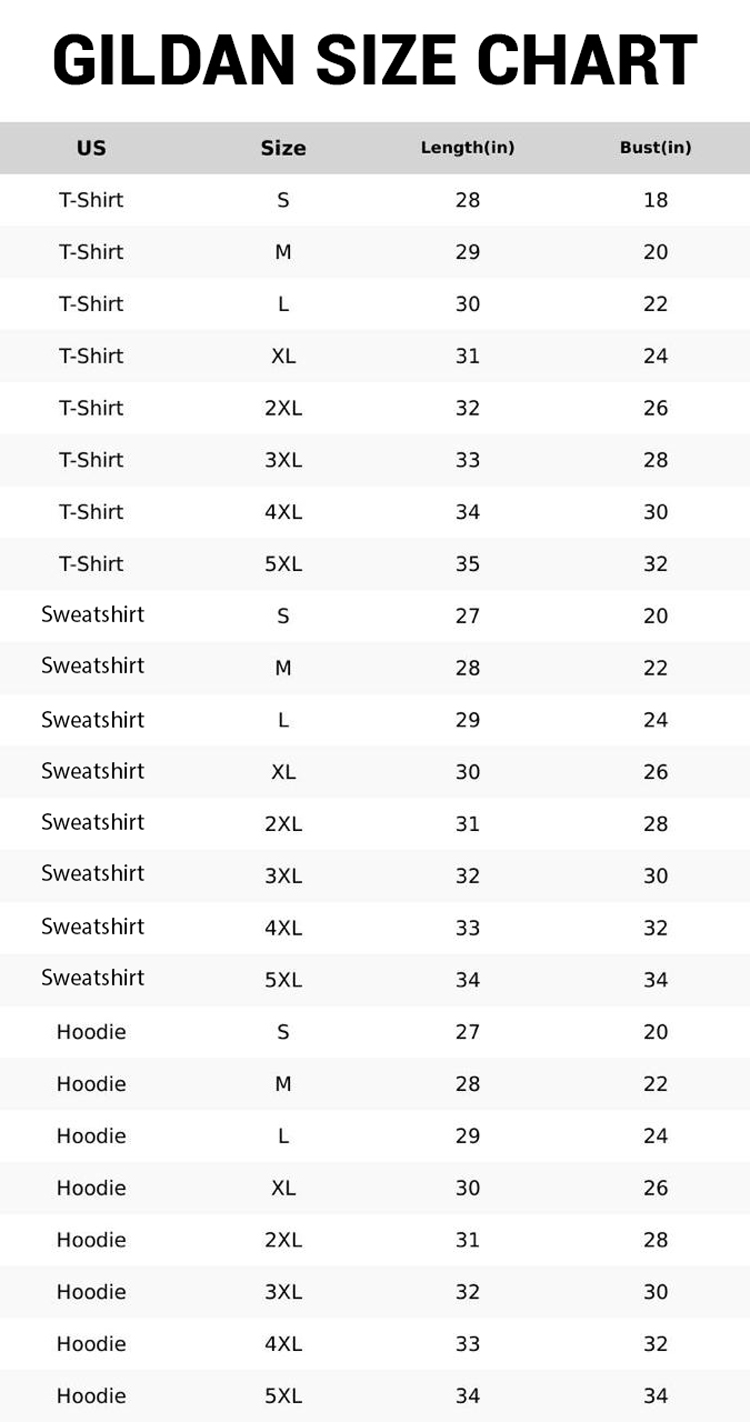 GILDAN SIZE CHART
US Size Length(in) Bust(in)
T-Shirt S 28 18
T-Shirt M 29 20
T-Shirt L 30 22
T-Shirt XL 31 24
T-Shirt 2XL 32 26
T-Shirt 3XL 33 28
T-Shirt 4XL 34 30
T-Shirt 5XL 35 32
Sweatshirt S 27 20
Sweatshirt M 28 22
Sweatshirt L 29 24
Sweatshirt XL 30 26
Sweatshirt 2XL 31 28
Sweatshirt 3XL 32 30
Sweatshirt 4XL 33 32
Sweatshirt 5XL 34 34
Hoodie S 27 20
Hoodie M 28 22
Hoodie L 29 24
Hoodie XL 30 26
Hoodie 2XL 31 28
Hoodie 3XL 32 30
Hoodie 4XL 33 32
Hoodie 5XL 34 34